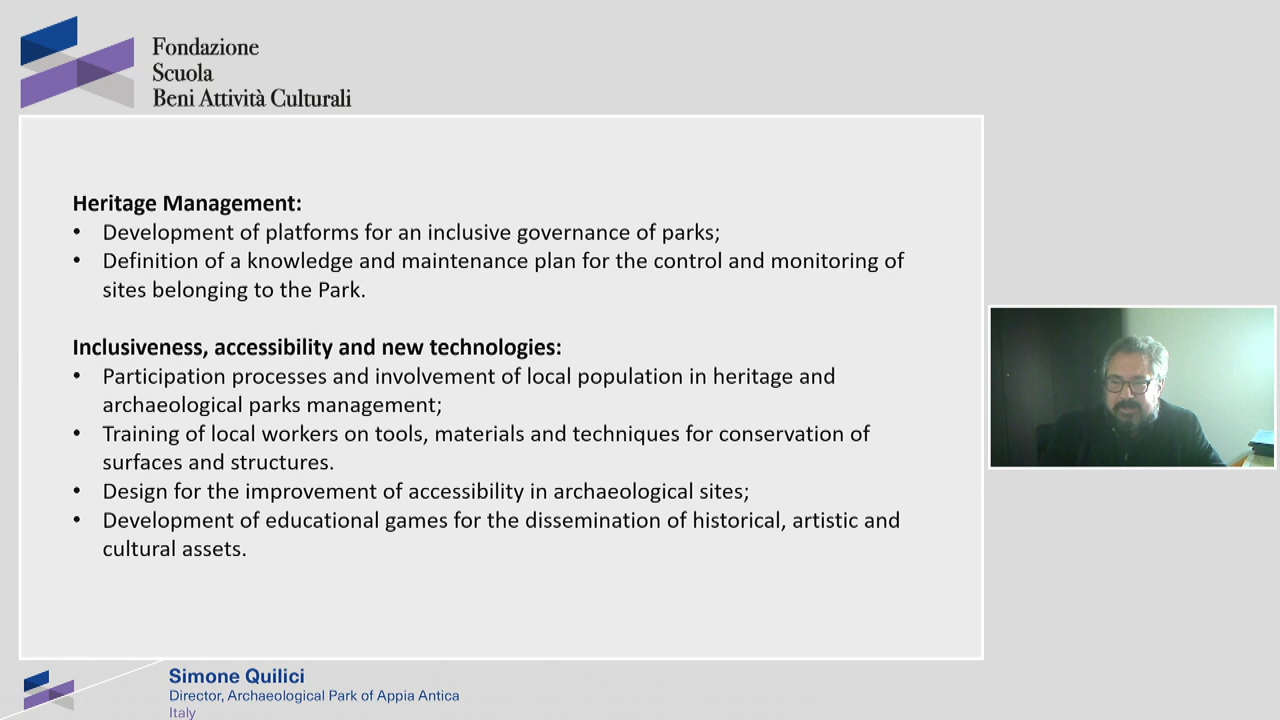 Fondazione
Scuola
Beni Attività Culturali
Heritage Management:
• Development of platforms for an inclusive governance of parks;
• Definition of a knowledge and maintenance plan for the control and monitoring of
sites belonging to the Park.
Inclusiveness, accessibility and new technologies:
• Participation processes and involvement of local population in heritage and
archaeological parks management;
• Training of local workers on tools, materials and techniques for conservation of
surfaces and structures.
• Design for the improvement of accessibility in archaeological sites;
• Development of educational games for the dissemination of historical, artistic and
cultural assets.
Simone Quilici
Director, Archaeological Park of Appia Antica
Italy